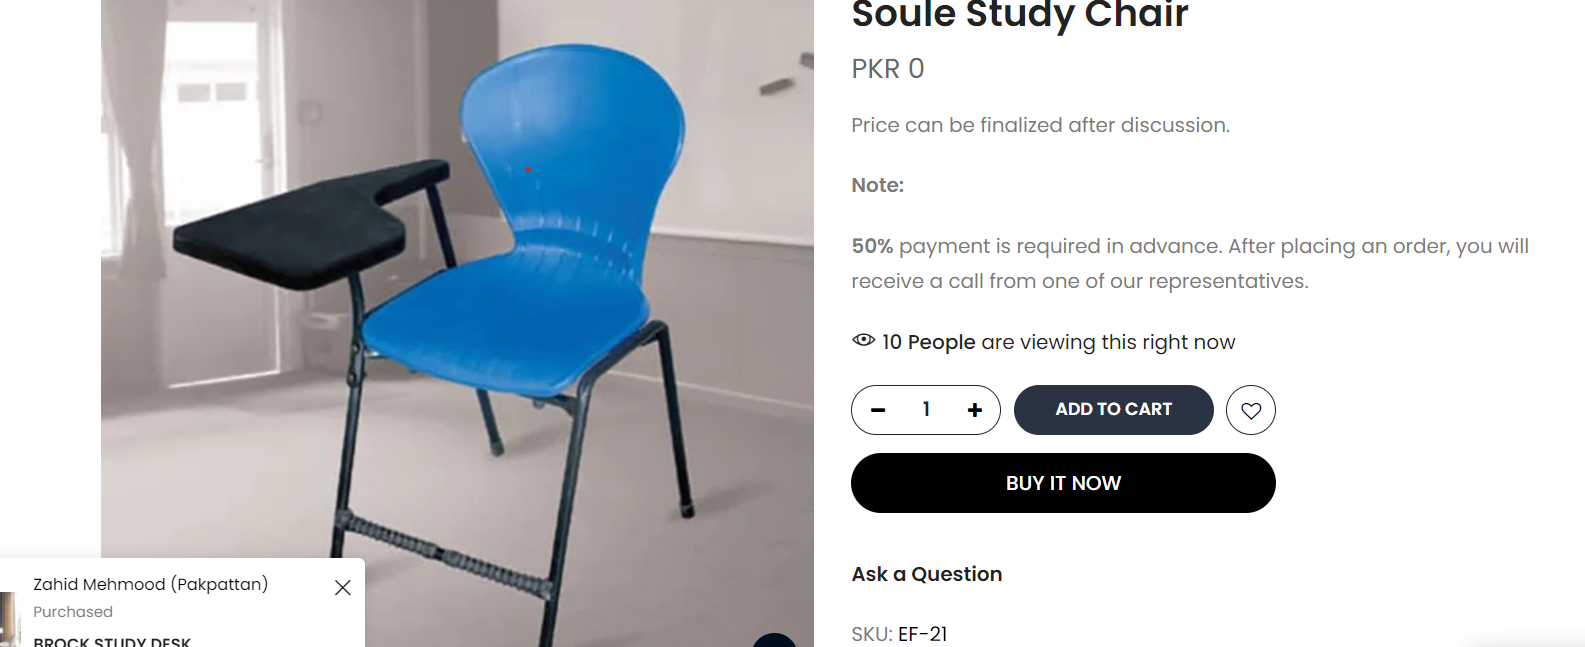 Soule Study Chair
PKR 0
Price can be finalized after discussion.
Note:
50% payment is required in advance. After placing an order, you will
receive a call from one of our representatives.
10 People are viewing this right now
1
ADD TO CART
BUY IT NOW
Ask a Question
SKU: EF-21
Zahid Mehmood (Pakpattan)
Purchased
BROCK STUDY DESK